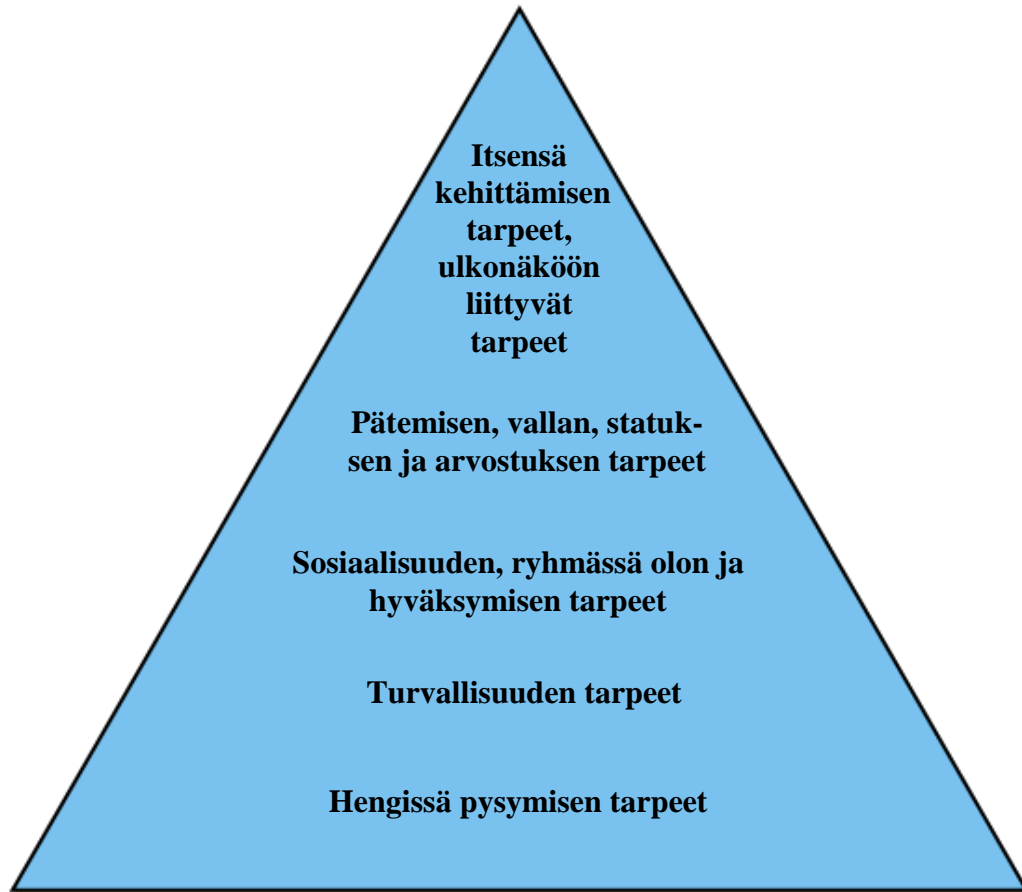 Itsensä
kehittämisen
tarpeet,
ulkonäköön
liittyvät
tarpeet
Pätemisen, vallan, statuk-
sen ja arvostuksen tarpeet
Sosiaalisuuden, ryhmässä olon ja
hyväksymisen tarpeet
Turvallisuuden tarpeet
Hengissä pysymisen tarpeet